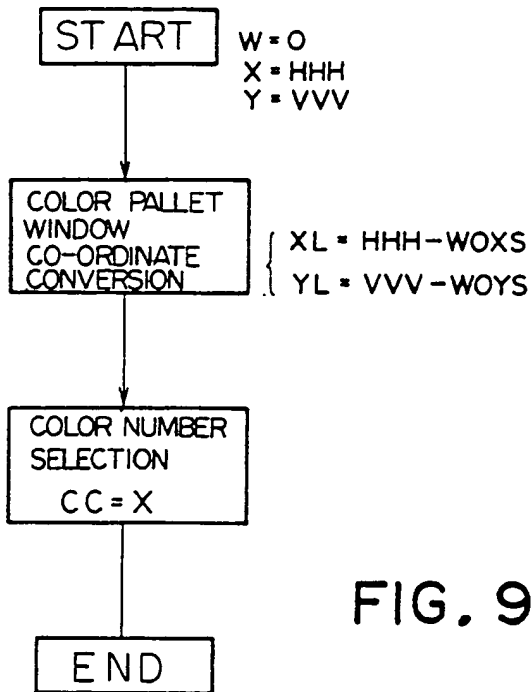 START
W = 0
X = HHH
Y = VVV
COLOR PALLET
WINDOW
CO-ORDINATE
CONVERSION
XL = HHH-WOXS
YL = VVV-WOYS
COLOR NUMBER
SELECTION
CC = X
END
FIG. 9